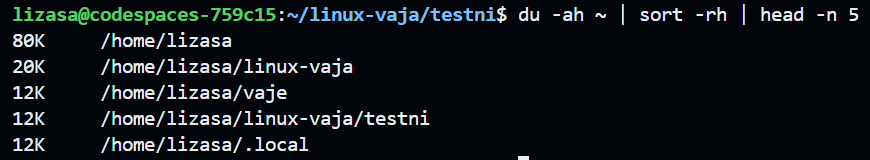 lizasa@codespaces-759c15:~/linux-vaja/testni$ du -ah ~ | sort -rh | head -n 5
80K     /home/lizasa
20K     /home/lizasa/linux-vaja
12K     /home/lizasa/vaje
12K     /home/lizasa/linux-vaja/testni
12K     /home/lizasa/.local